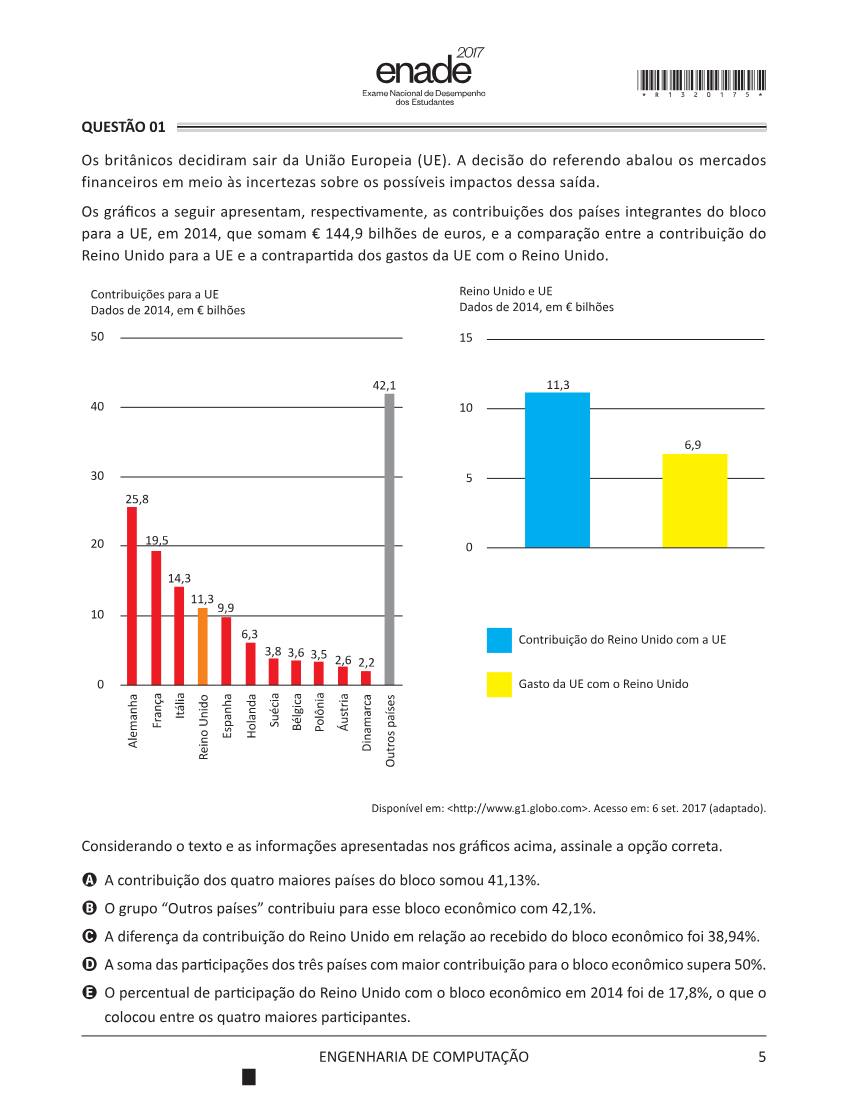 2017
enade
Exame Nacional de Desempenho
dos Estudantes
* R 1 3 2 0 1 7 5 *
QUESTÃO 01
Os britânicos decidiram sair da União Europeia (UE). A decisão do referendo abalou os mercados
financeiros em meio às incertezas sobre os possíveis impactos dessa saída.
Os gráficos a seguir apresentam, respectivamente, as contribuições dos países integrantes do bloco
para a UE, em 2014, que somam € 144,9 bilhões de euros, e a comparação entre a contribuição do
Reino Unido para a UE e a contrapartida dos gastos da UE com o Reino Unido.
Contribuições para a UE
Dados de 2014, em € bilhões
50
40
30
20
10
0
25,8
19,5
14,3
11,3
9,9
6,3
3,8
3,6
3,5
2,6
2,2
42,1
Alemanha
França
Itália
Reino Unido
Espanha
Holanda
Suécia
Bélgica
Polônia
Áustria
Dinamarca
Outros países
Reino Unido e UE
Dados de 2014, em € bilhões
15
10
5
0
11,3
6,9
Contribuição do Reino Unido com a UE
Gasto da UE com o Reino Unido
Disponível em: <http://www.g1.globo.com>. Acesso em: 6 set. 2017 (adaptado).
Considerando o texto e as informações apresentadas nos gráficos acima, assinale a opção correta.
A A contribuição dos quatro maiores países do bloco somou 41,13%.
B O grupo “Outros países” contribuiu para esse bloco econômico com 42,1%.
C A diferença da contribuição do Reino Unido em relação ao recebido do bloco econômico foi 38,94%.
D A soma das participações dos três países com maior contribuição para o bloco econômico supera 50%.
E O percentual de participação do Reino Unido com o bloco econômico em 2014 foi de 17,8%, o que o
colocou entre os quatro maiores participantes.
ENGENHARIA DE COMPUTAÇÃO
5